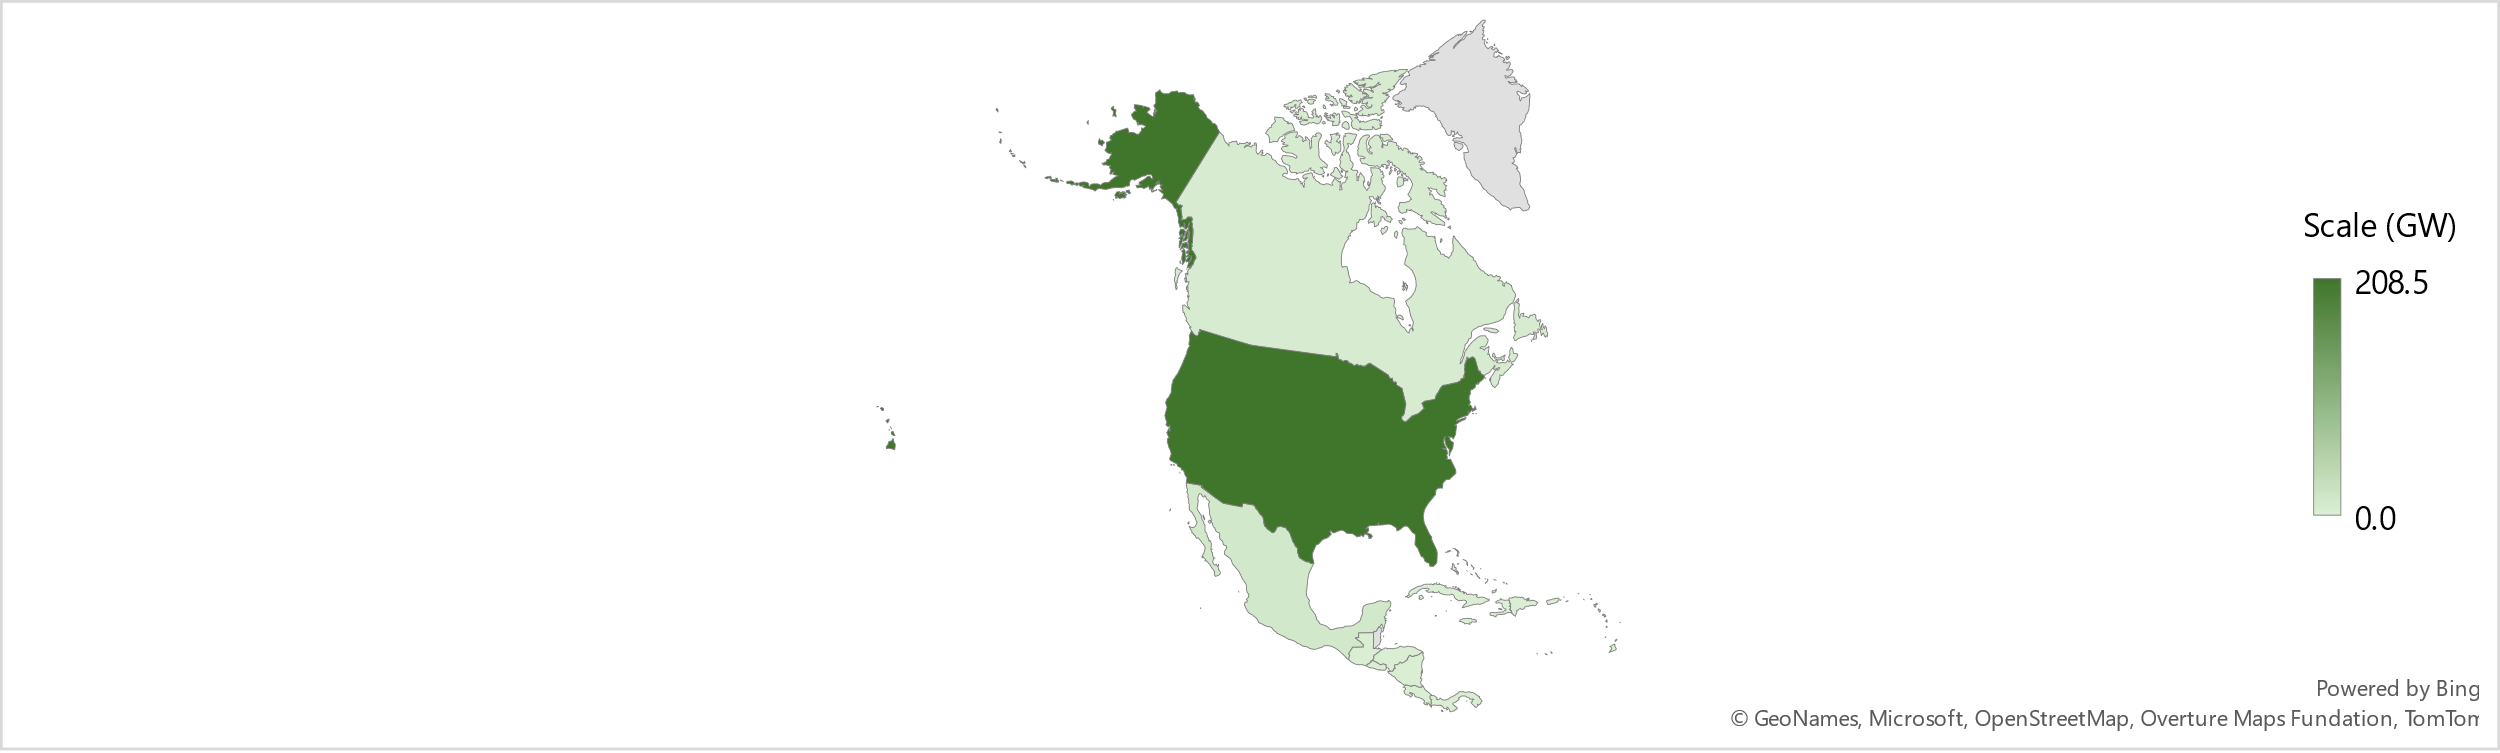 Scale (GW)
208.5
0.0
Powered by Bing
© GeoNames, Microsoft, OpenStreetMap, Overture Maps Fundation, TomTom